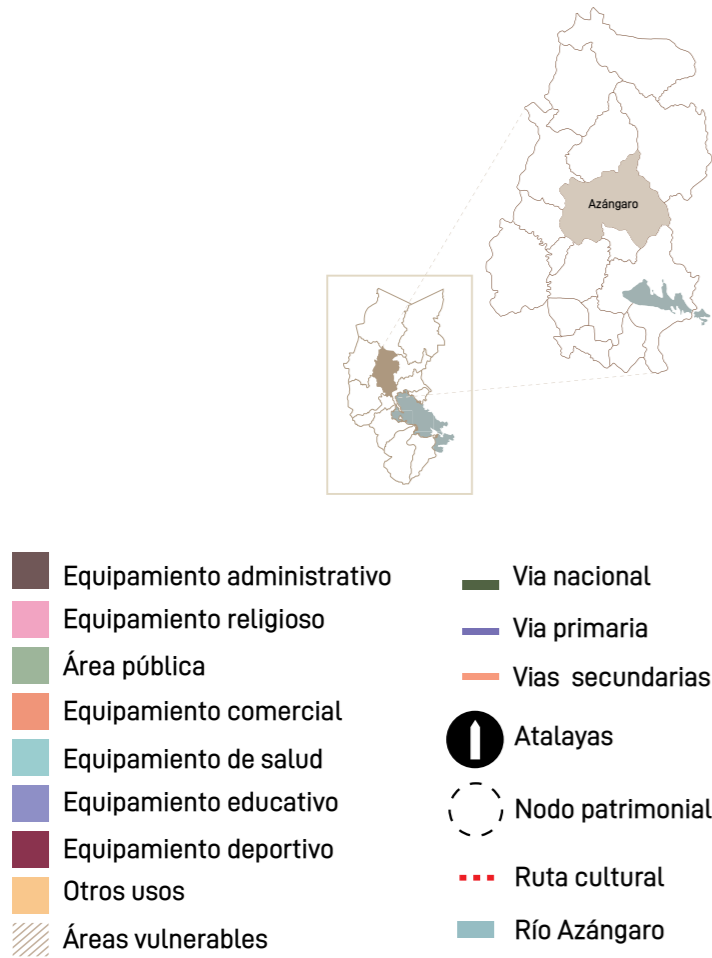 Azángaro
Equipamiento administrativo
Equipamiento religioso
Área pública
Equipamiento comercial
Equipamiento de salud
Equipamiento educativo
Equipamiento deportivo
Otros usos
Áreas vulnerables
Via nacional
Via primaria
Vias secundarias
Atalayas
Nodo patrimonial
Ruta cultural
Río Azángaro